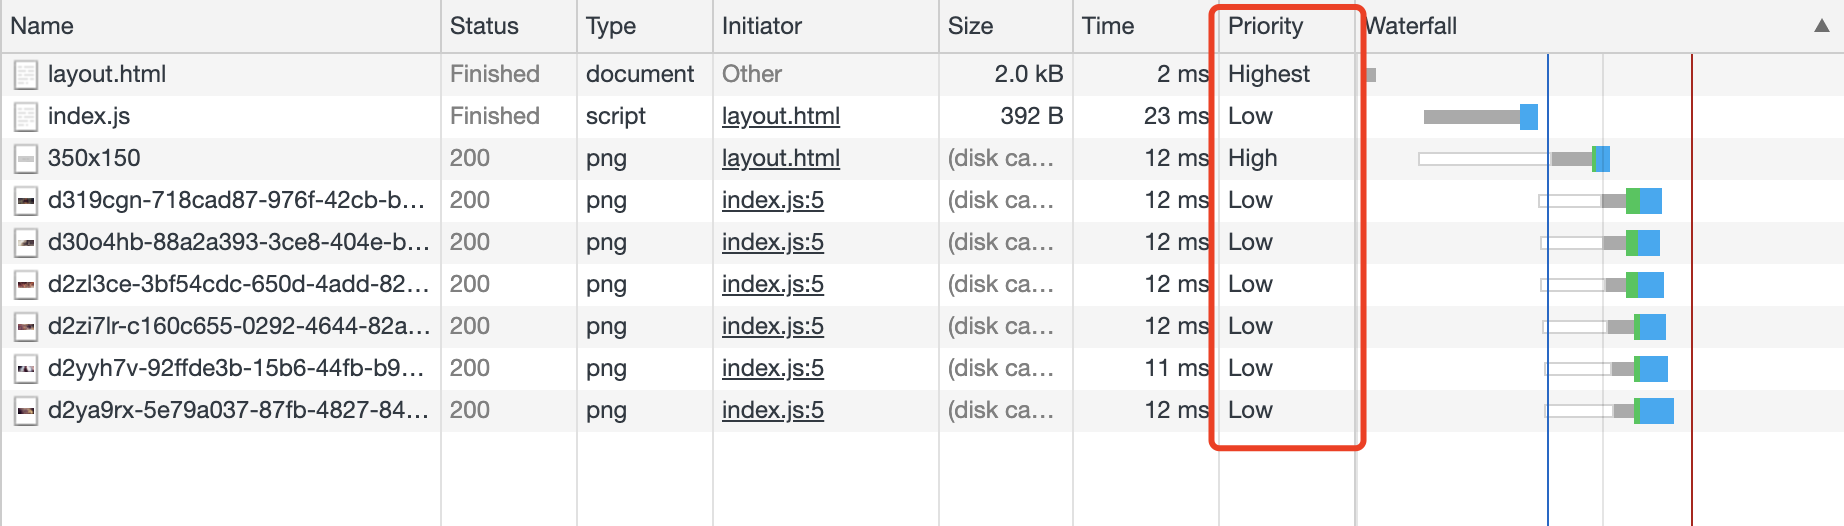 Name Status Type Initiator Size Time Priority Waterfall
layout.html Finished document Other 2.0 kB 2 ms Highest
index.js Finished script layout.html 392 B 23 ms Low
350x150 200 png layout.html (disk ca... 12 ms High
d319cgn-718cad87-976f-42cb-b... 200 png index.js:5 (disk ca... 12 ms Low
d30o4hb-88a2a393-3ce8-404e-b... 200 png index.js:5 (disk ca... 12 ms Low
d2zl3ce-3bf54cdc-650d-4add-82... 200 png index.js:5 (disk ca... 12 ms Low
d2zi7lr-c160c655-0292-4644-82a... 200 png index.js:5 (disk ca... 12 ms Low
d2yyh7v-92ffde3b-15b6-44fb-b9... 200 png index.js:5 (disk ca... 11 ms Low
d2ya9rx-5e79a037-87fb-4827-84... 200 png index.js:5 (disk ca... 12 ms Low